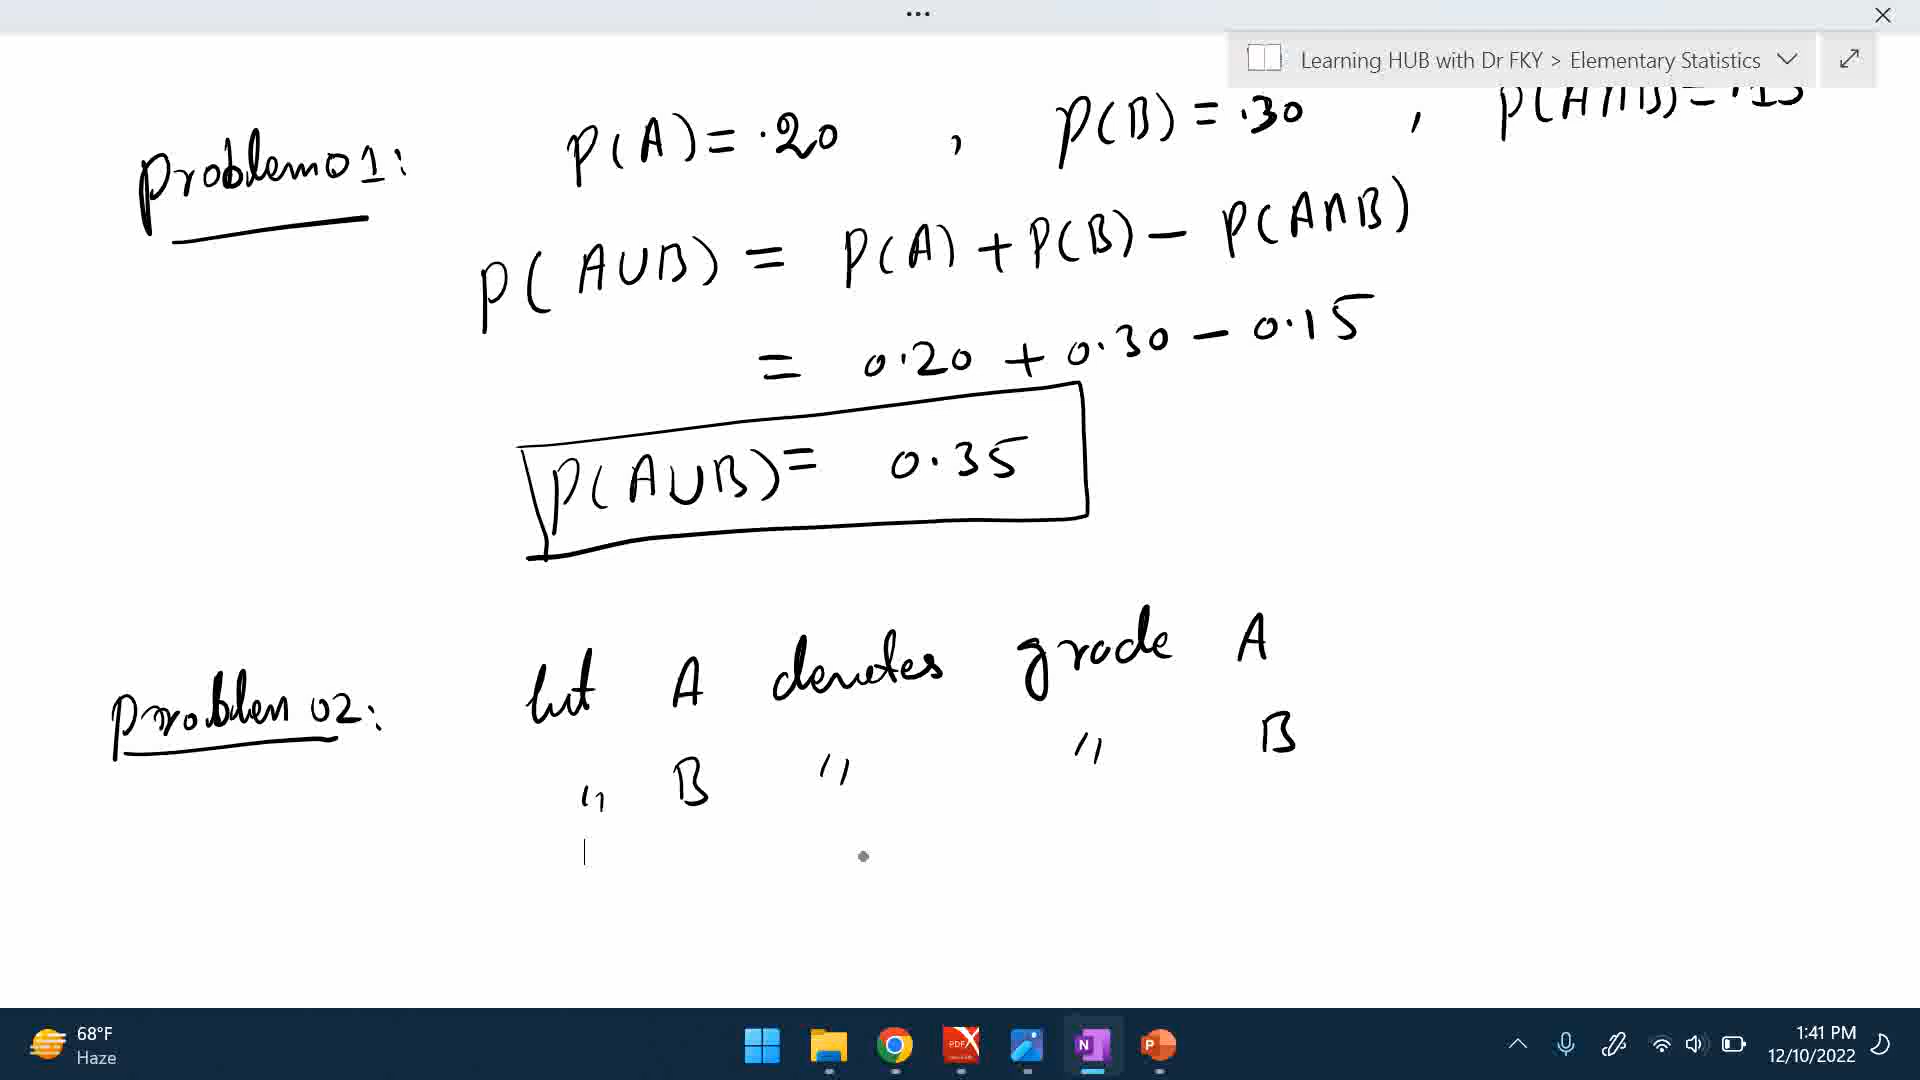 Learning HUB with Dr FKY > Elementary Statistics
Problem 01: P(A) = .20 , P(B) = .30 , P(A∩B) = .15
P(A∪B) = P(A) + P(B) - P(A∩B)
= 0.20 + 0.30 - 0.15
P(A∪B) = 0.35
Problem 02: Let A denotes grade A
" B " " B
68°F
Haze
1:41 PM
12/10/2022